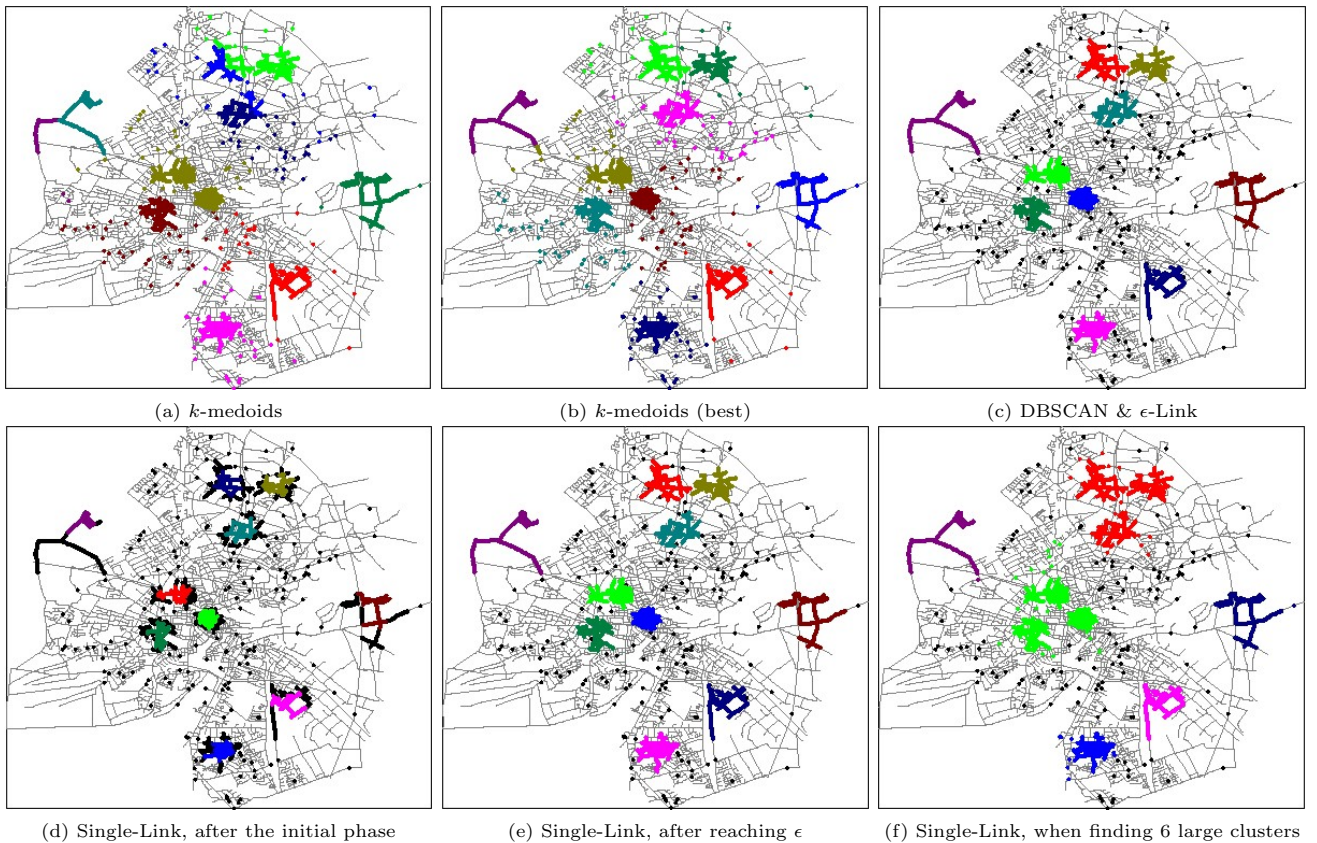 (a) k-medoids
(b) k-medoids (best)
(c) DBSCAN & ϵ-Link
(d) Single-Link, after the initial phase
(e) Single-Link, after reaching ϵ
(f) Single-Link, when finding 6 large clusters